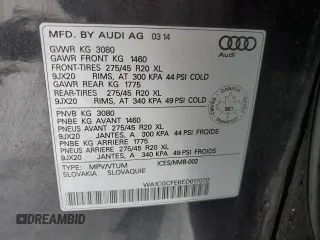 MFD. BY AUDI AG 03 14
Audi
GVWR KG 3080
GAWR FRONT KG 1460
FRONT-TIRES 275/45 R20 XL
9JX20 RIMS, AT 300 KPA 44 PSI COLD
GAWR REAR KG 1775
REAR-TIRES 275/45 R20 XL
9JX20 RIMS, AT 340 KPA 49 PSI COLD
PNVB KG 3080
PNBE KG AVANT 1460
PNEUS AVANT 275/45 R20 XL
9JX20 JANTES, A 300 KPA 44 PSI FROIDS
PNBE KG ARRIERE 1775
PNEUS ARRIERE 275/45 R20 XL
9JX20 JANTES, A 340 KPA 49 PSI FROIDS
TYPE: MPV/VTUM ICES/NMB-002
SLOVAKIA SLOVAQUIE
AUTOBIDMASTER